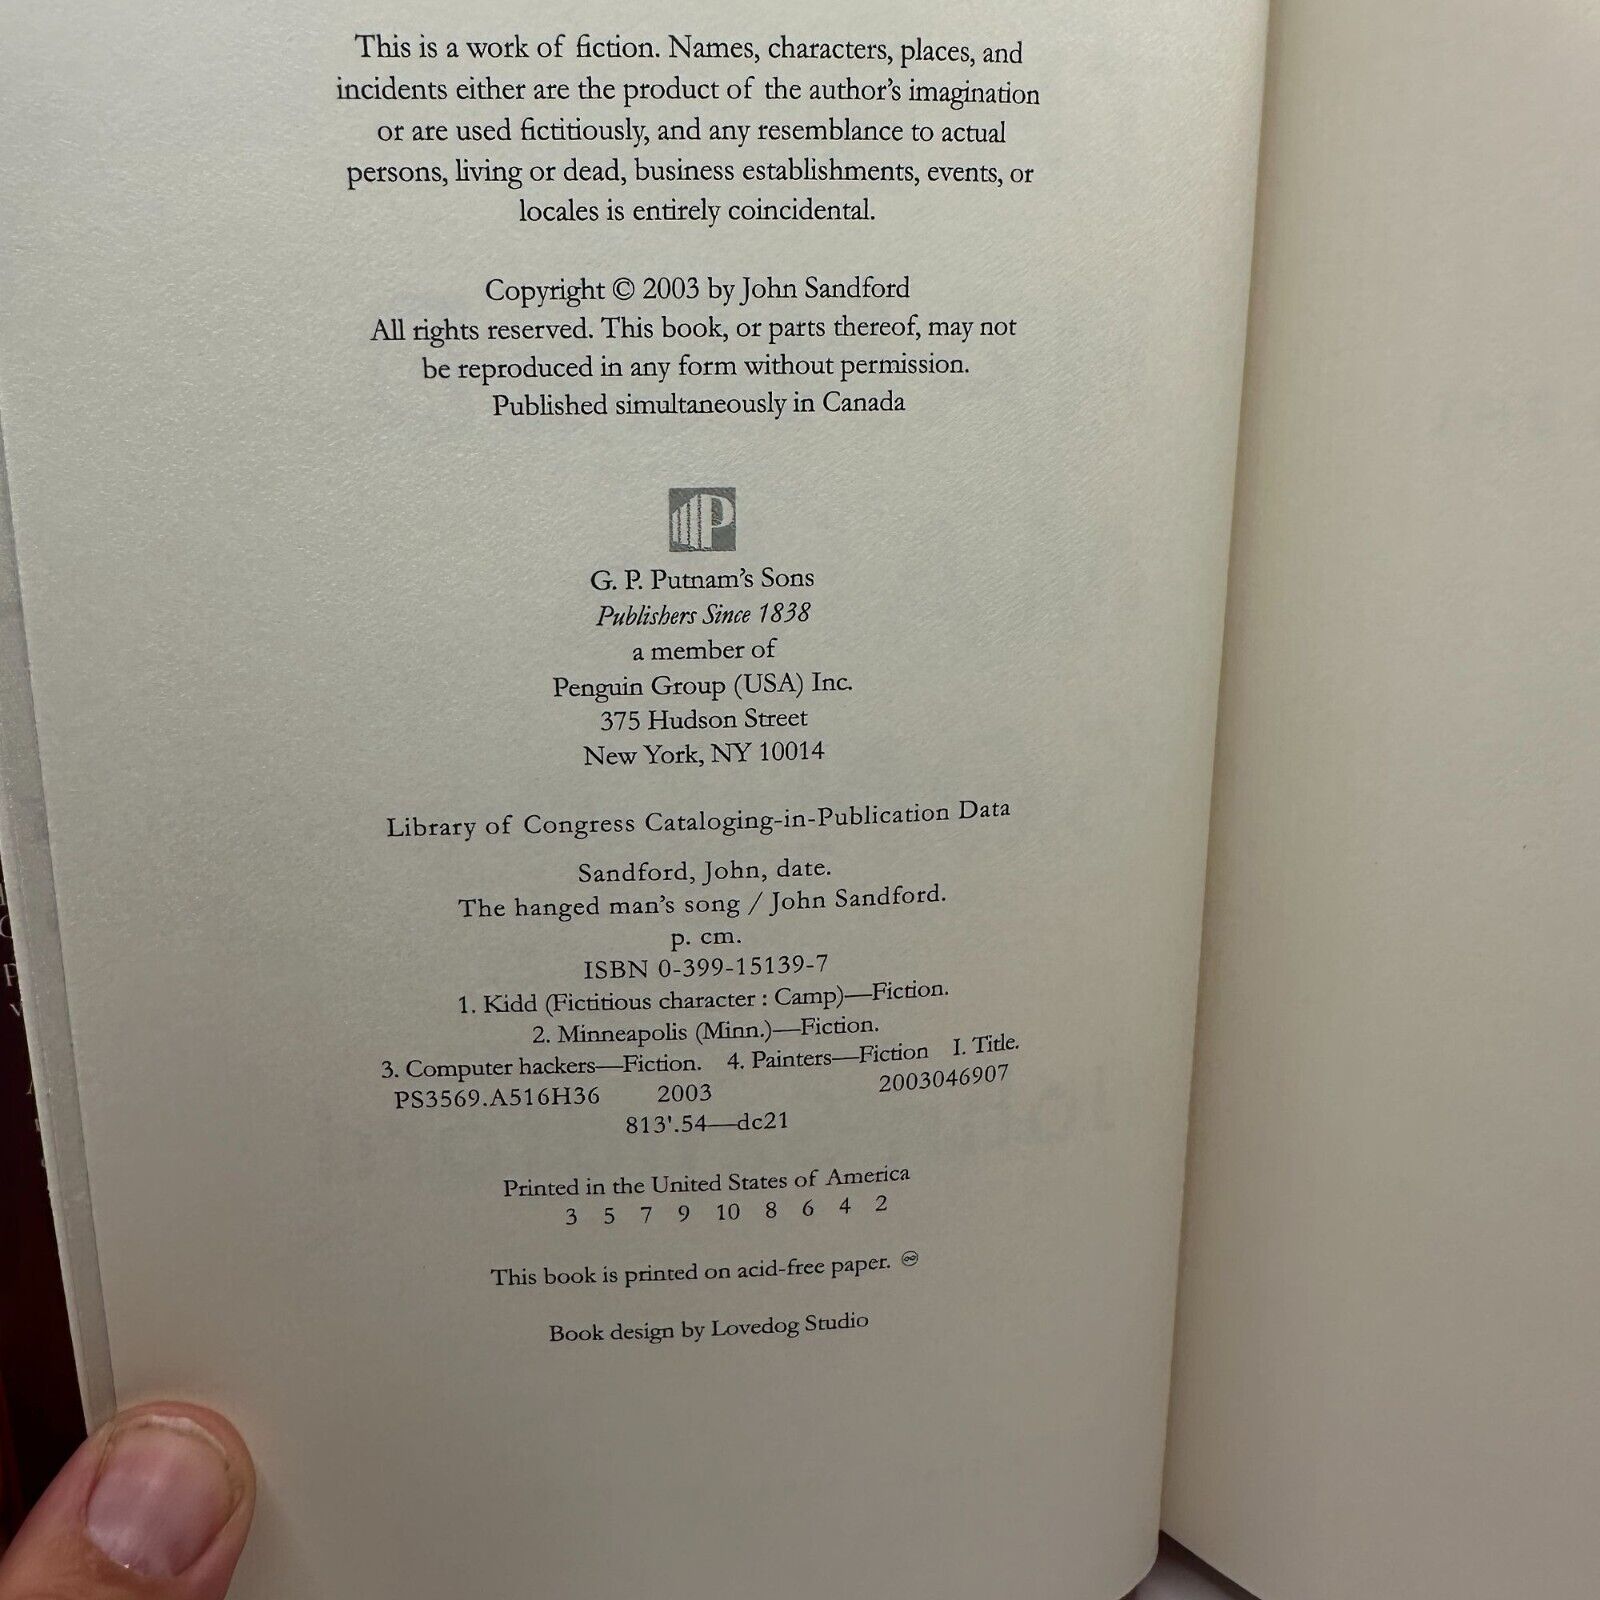 This is a work of fiction. Names, characters, places, and
incidents either are the product of the author's imagination
or are used fictitiously, and any resemblance to actual
persons, living or dead, business establishments, events, or
locales is entirely coincidental.
Copyright © 2003 by John Sandford
All rights reserved. This book, or parts thereof, may not
be reproduced in any form without permission.
Published simultaneously in Canada
P
G. P. Putnam's Sons
Publishers Since 1838
a member of
Penguin Group (USA) Inc.
375 Hudson Street
New York, NY 10014
Library of Congress Cataloging-in-Publication Data
Sandford, John, date.
The hanged man's song / John Sandford.
p. cm.
ISBN 0-399-15139-7
1. Kidd (Fictitious character : Camp)—Fiction.
2. Minneapolis (Minn.)—Fiction.
3. Computer hackers—Fiction. 4. Painters—Fiction I. Title.
PS3569.A516H36 2003 2003046907
813'.54—dc21
Printed in the United States of America
3 5 7 9 10 8 6 4 2
This book is printed on acid-free paper. ♾
Book design by Lovedog Studio